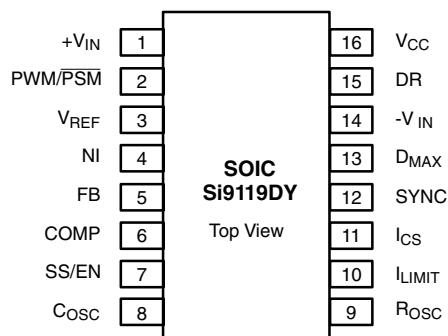 +VIN 1 16 VCC
PWM/PSM 2 15 DR
VREF 3 14 -V IN
NI 4 13 DMAX
SOIC
Si9119DY
FB 5 12 SYNC
Top View
COMP 6 11 ICS
SS/EN 7 10 ILIMIT
COSC 8 9 ROSC